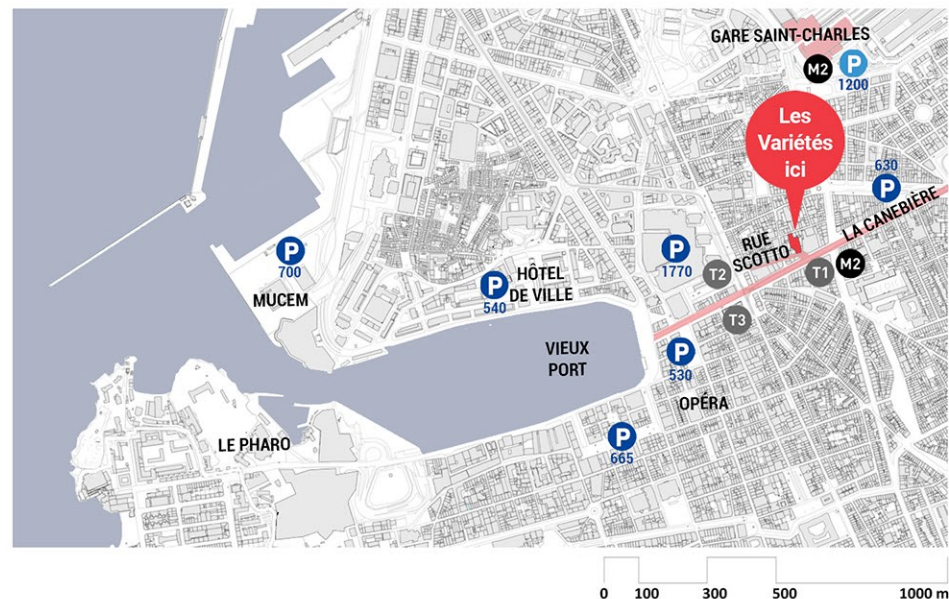 GARE SAINT-CHARLES
M2
P
1200
Les
Variétés
ici
630
P
LA CANEBIÈRE
RUE
SCOTTO
P
1770
T2
T1
M2
T3
P
700
MUCEM
P
540
HÔTEL
DE VILLE
VIEUX
PORT
P
530
OPÉRA
P
665
LE PHARO
0 100 300 500 1000 m